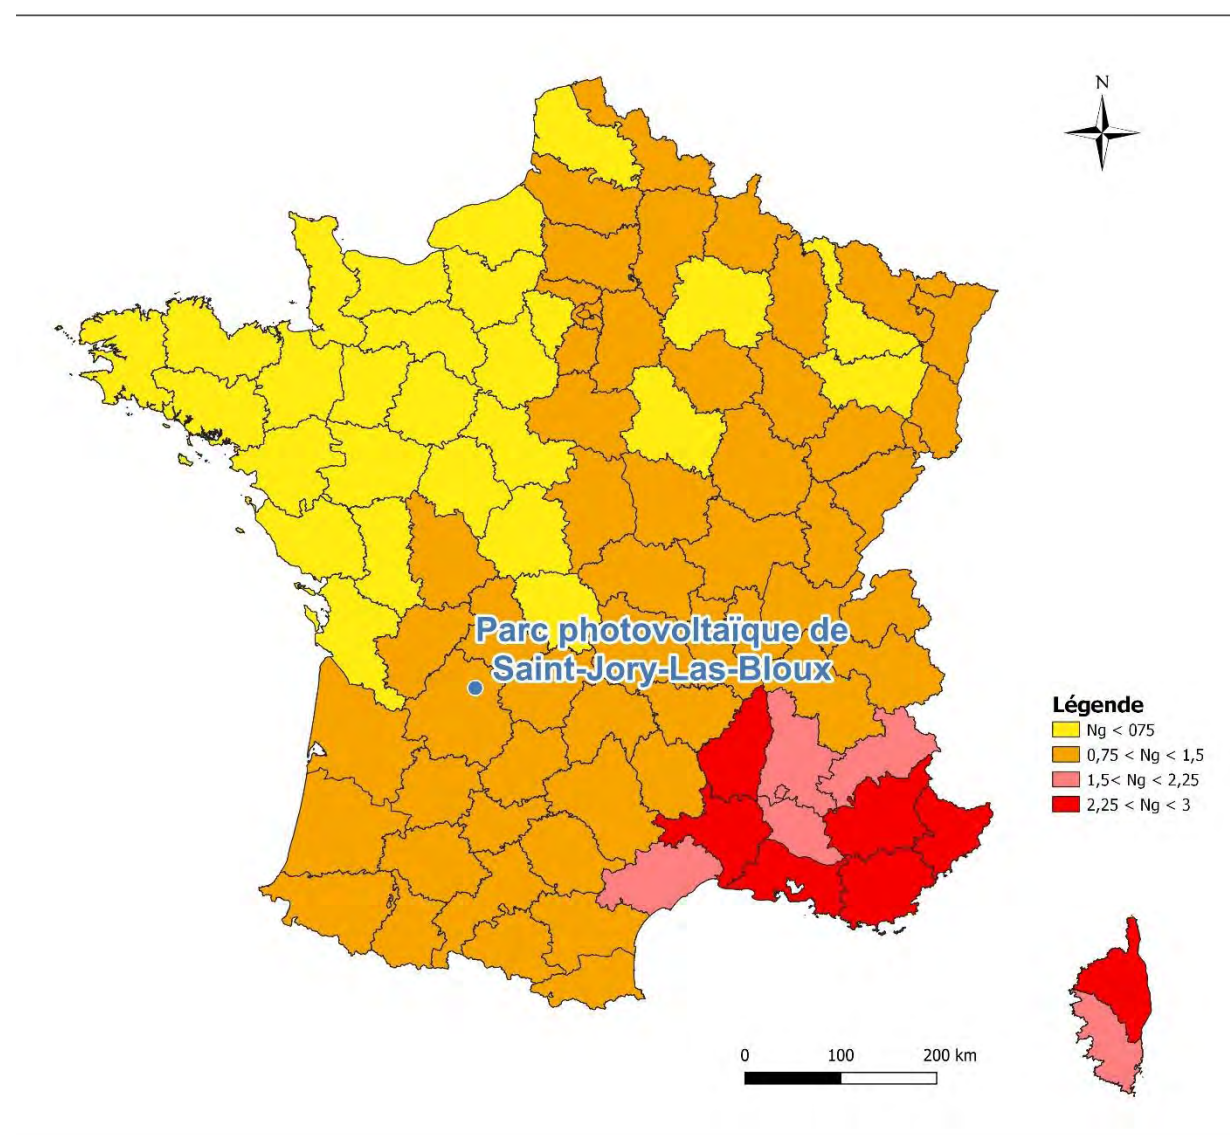 N
Parc photovoltaïque de
Saint-Jory-Las-Bloux
Légende
Ng < 075
0,75 < Ng < 1,5
1,5< Ng < 2,25
2,25 < Ng < 3
0 100 200 km